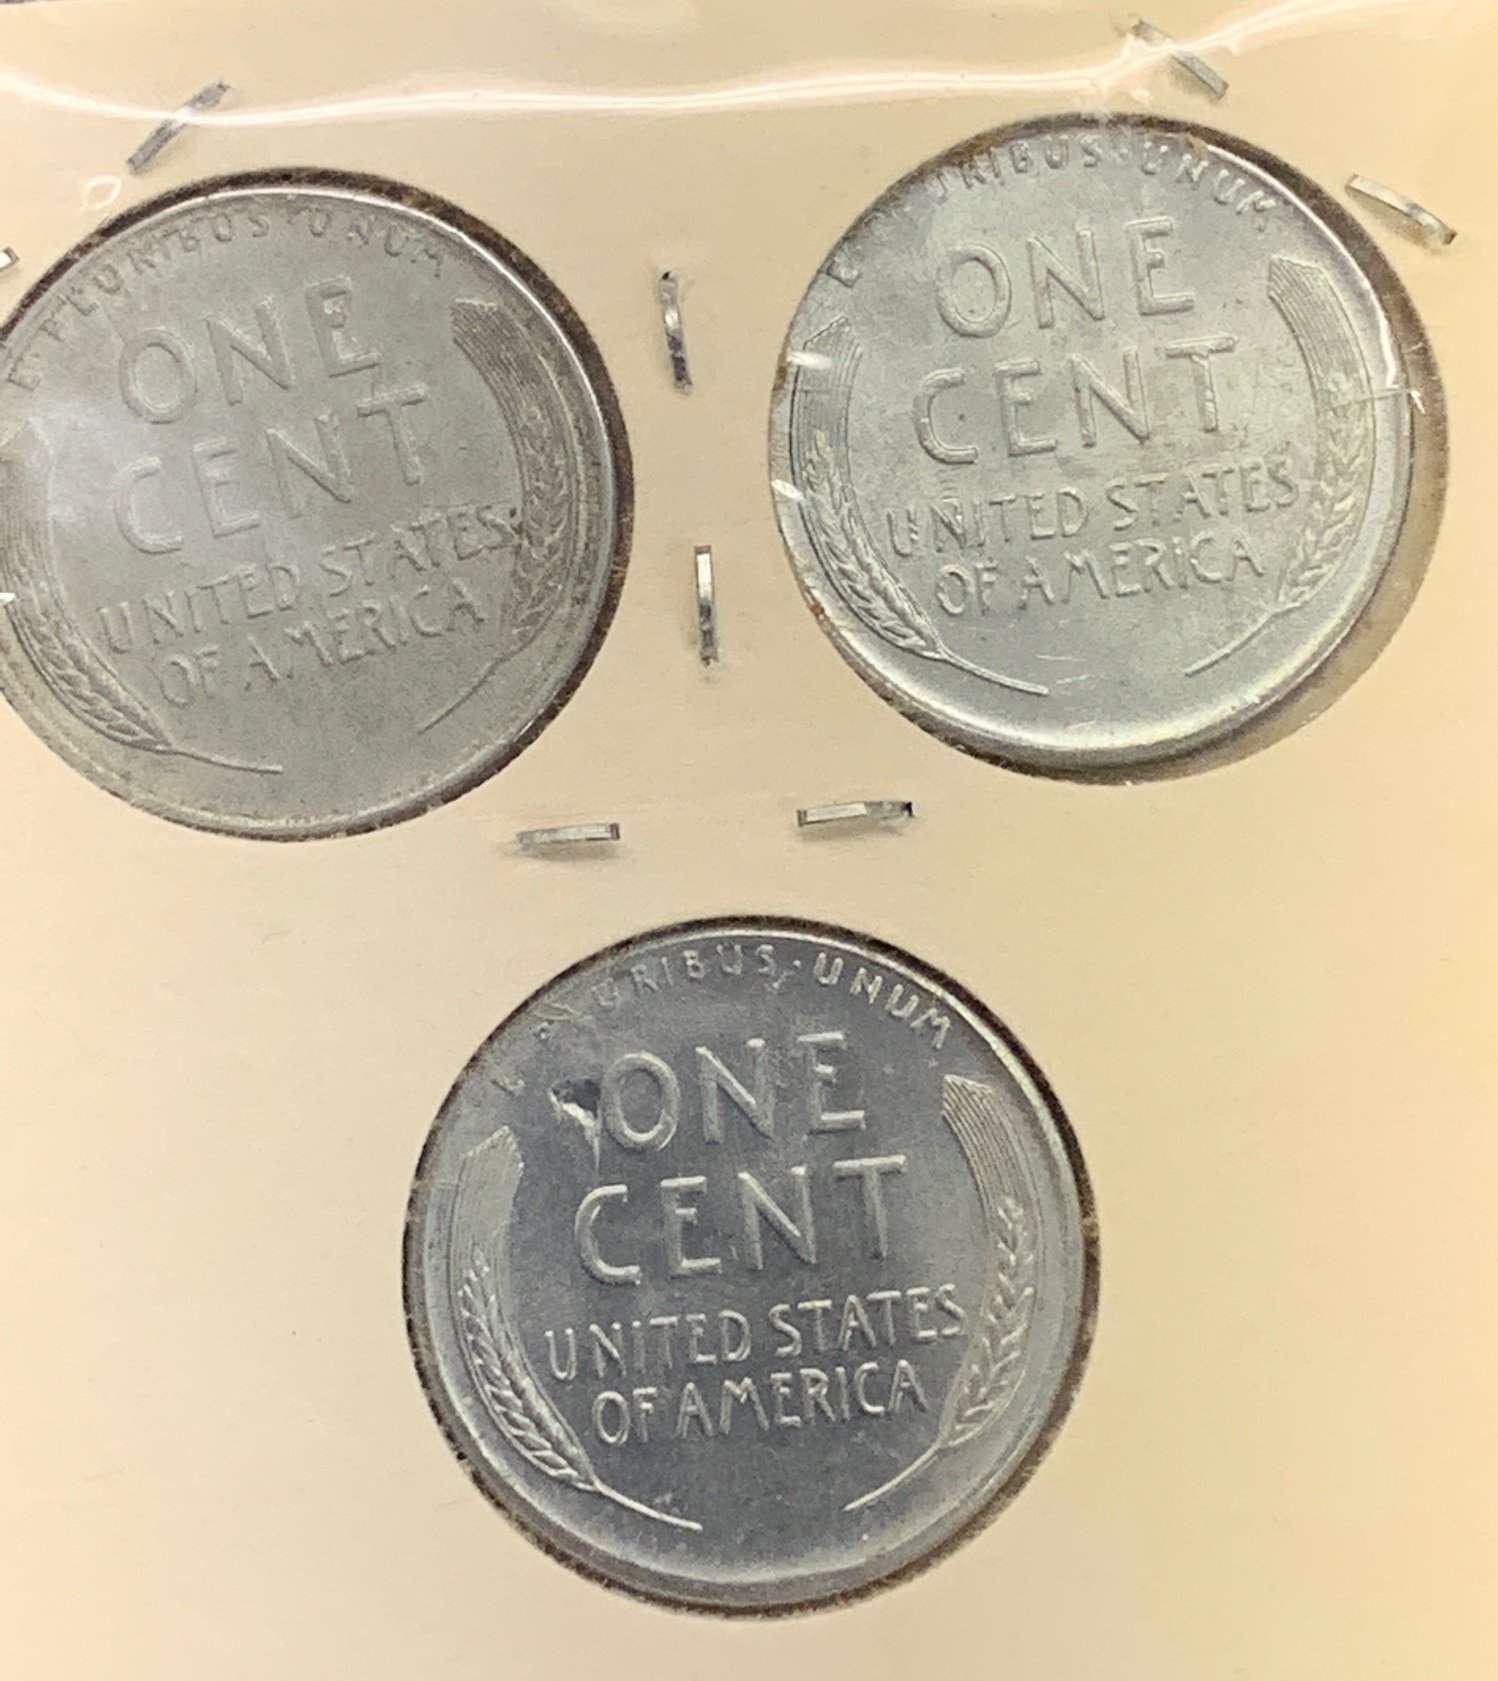 E PLURIBUS · UNUM
ONE
CENT
UNITED STATES
OF AMERICA
E URIBUS · UNUM
ONE
CENT
UNITED STATES
OF AMERICA
E PLURIBUS · UNUM
ONE
CENT
UNITED STATES
OF AMERICA